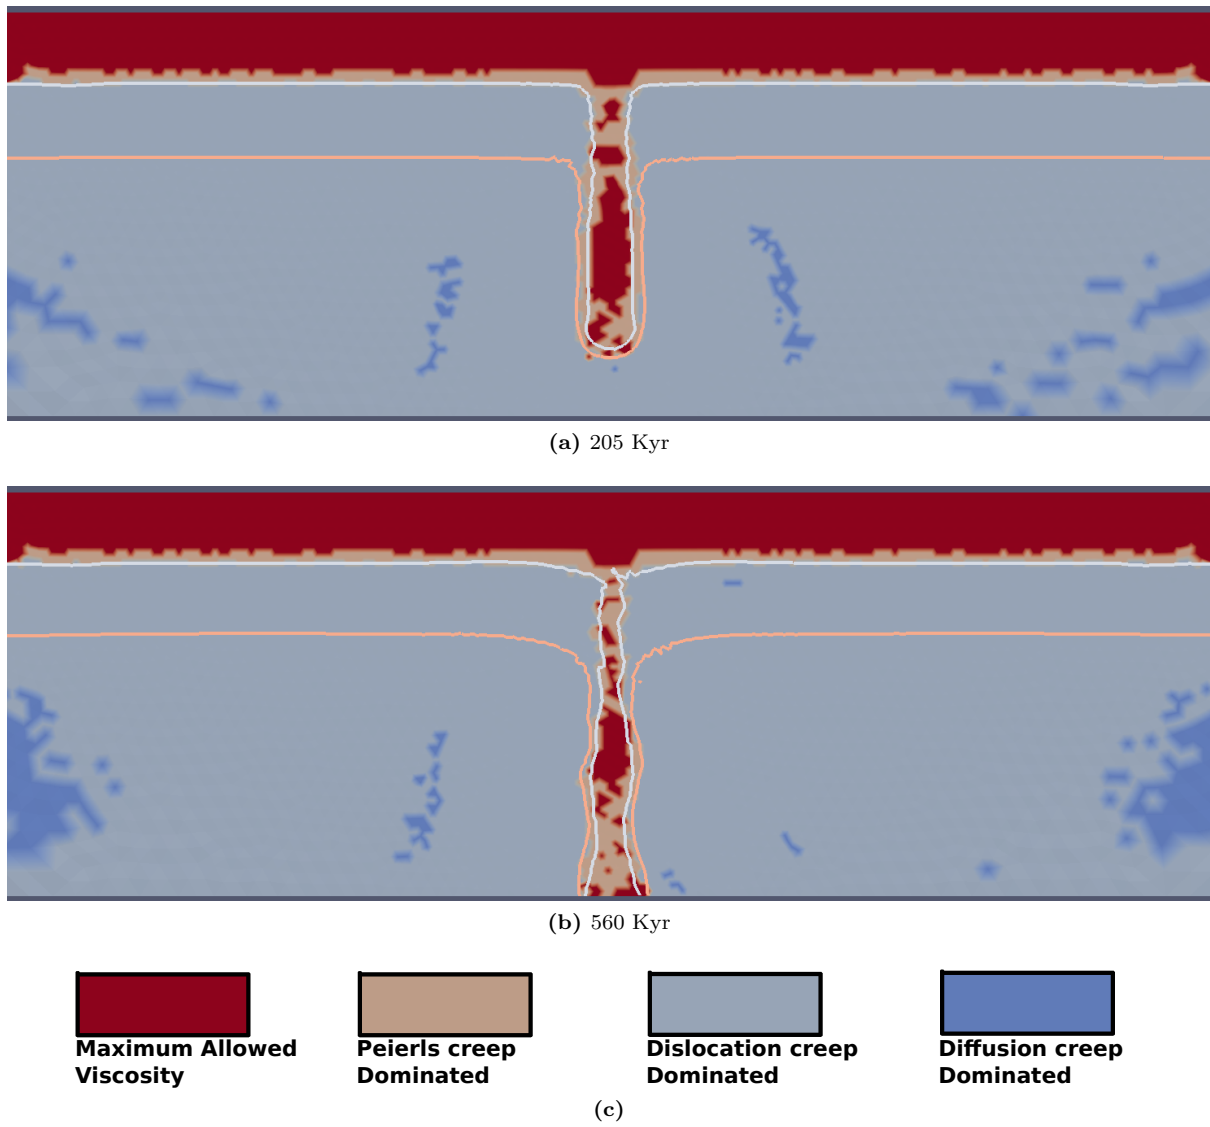 (a) 205 Kyr
(b) 560 Kyr
Maximum Allowed
Viscosity
Peierls creep
Dominated
Dislocation creep
Dominated
Diffusion creep
Dominated
(c)